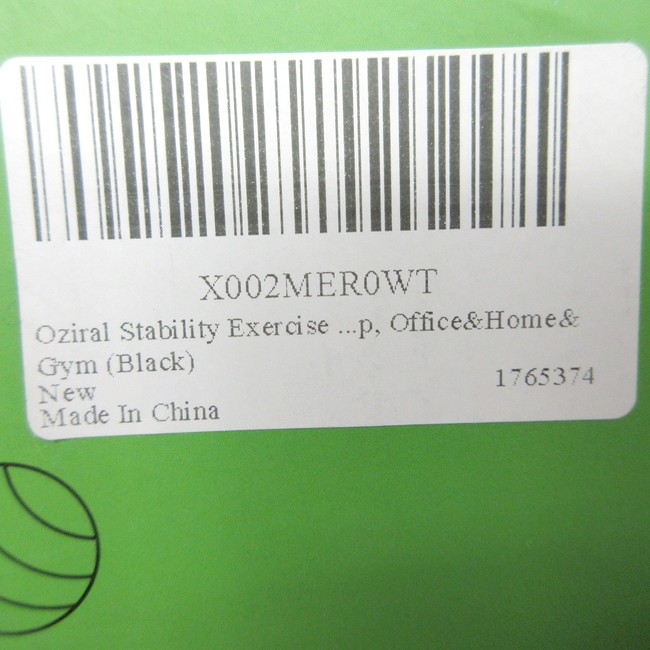 X002MER0WT
Oziral Stability Exercise ...p, Office&Home&
Gym (Black)
New
1765374
Made In China